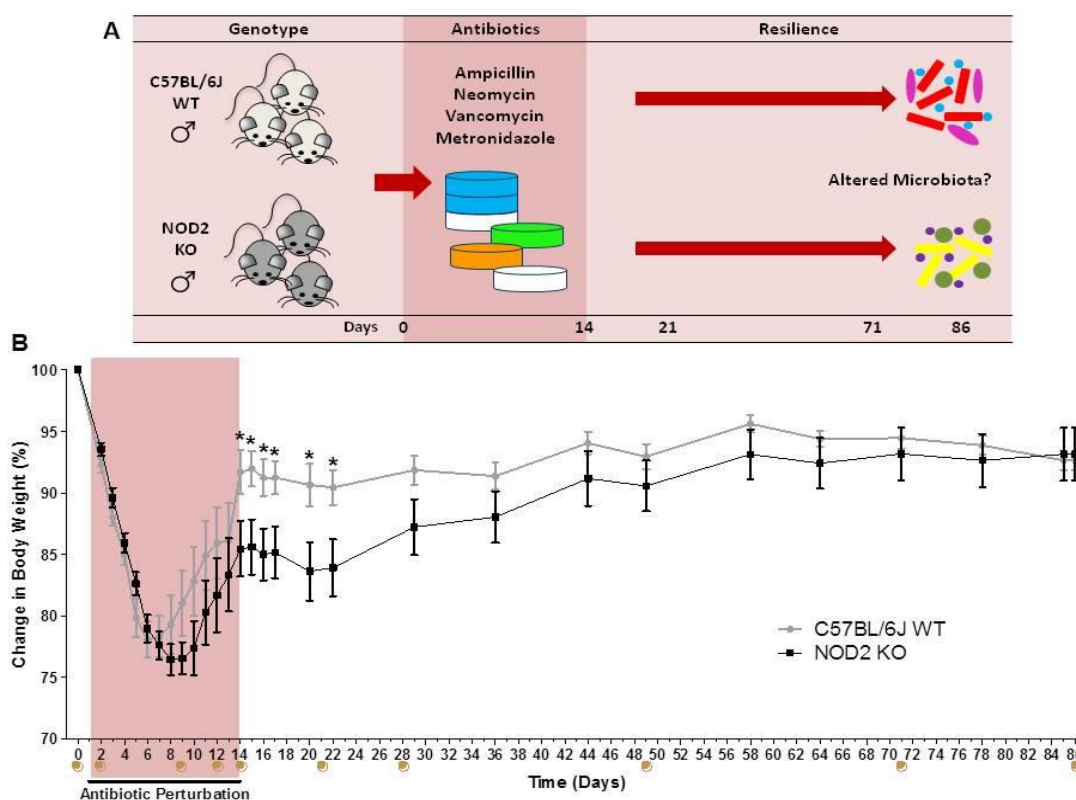 A
Genotype Antibiotics Resilience
C57BL/6J
WT
♂
Ampicillin
Neomycin
Vancomycin
Metronidazole
Altered Microbiota?
NOD2
KO
♂
Days 0 14 21 71 86
B
Change in Body Weight (%)
100
95
90
85
80
75
70
* * * * * *
C57BL/6J WT
NOD2 KO
0 2 4 6 8 10 12 14 16 18 20 22 24 26 28 30 32 34 36 38 40 42 44 46 48 50 52 54 56 58 60 62 64 66 68 70 72 74 76 78 80 82 84
Time (Days)
Antibiotic Perturbation